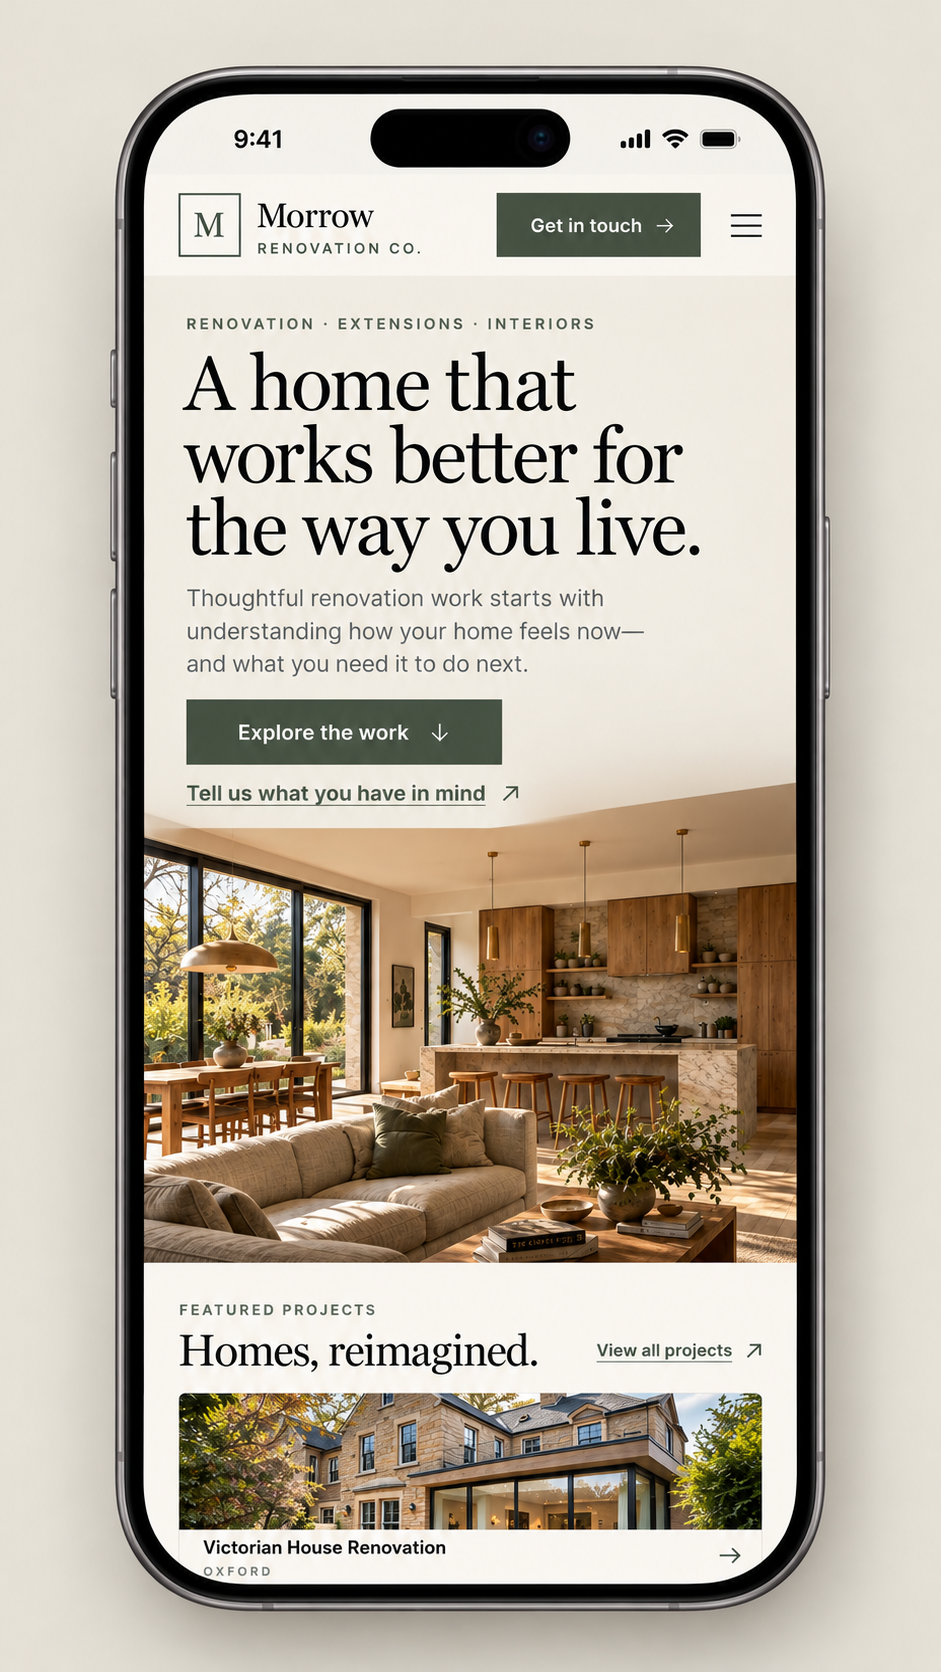 9:41
M
Morrow
RENOVATION CO.
Get in touch →
RENOVATION · EXTENSIONS · INTERIORS
A home that
works better for
the way you live.
Thoughtful renovation work starts with
understanding how your home feels now—
and what you need it to do next.
Explore the work ↓
Tell us what you have in mind ↗
FEATURED PROJECTS
Homes, reimagined.
View all projects ↗
Victorian House Renovation →
OXFORD